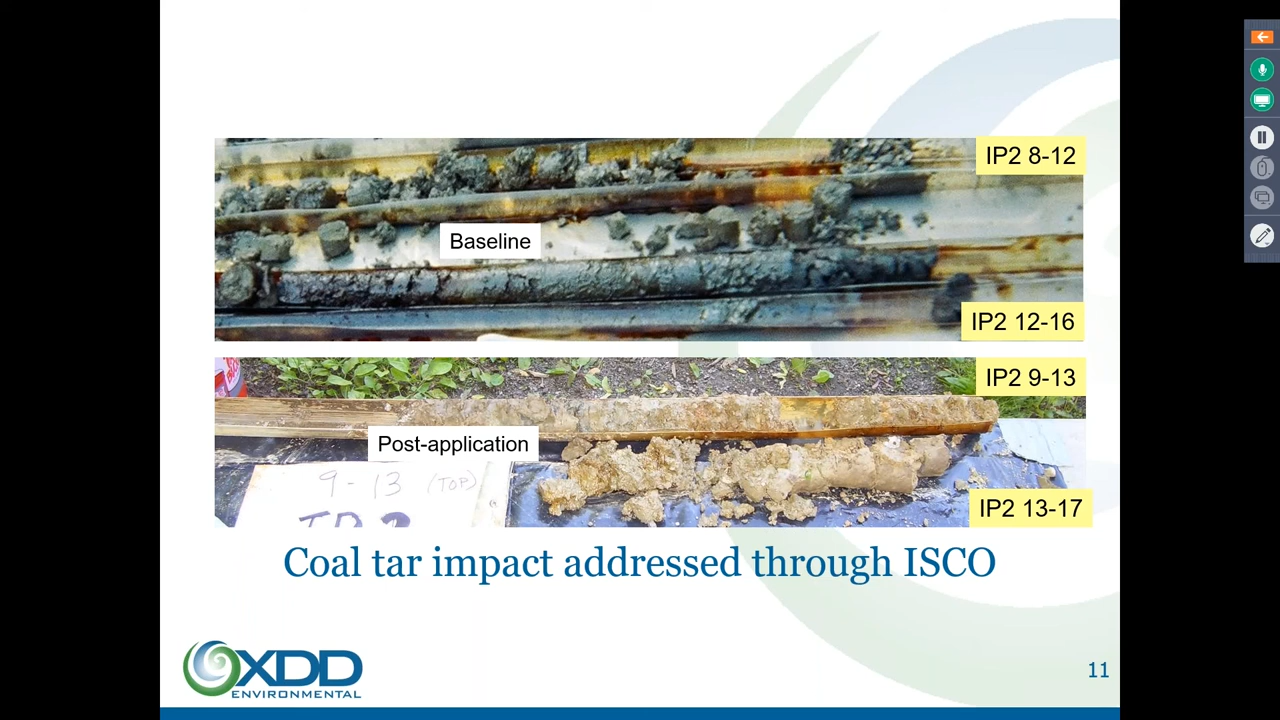 IP2 8-12
Baseline
IP2 12-16
IP2 9-13
Post-application
9-13 (TOP)
IP2 13-17
Coal tar impact addressed through ISCO
XDD
ENVIRONMENTAL
11